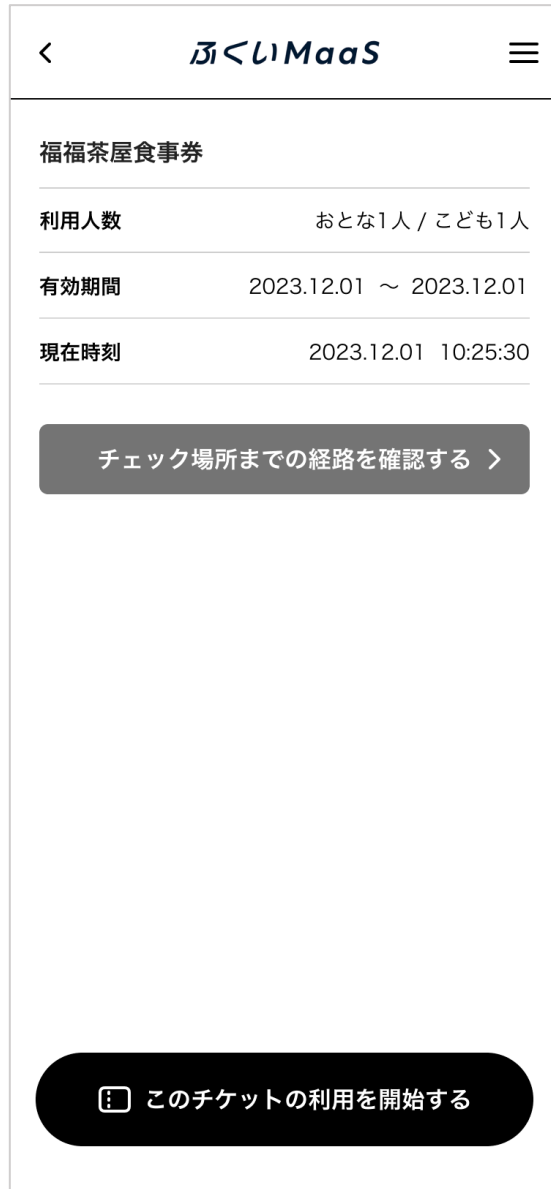 ふくいMaaS
福福茶屋食事券
利用人数 おとな1人 / こども1人
有効期間 2023.12.01 ～ 2023.12.01
現在時刻 2023.12.01 10:25:30
チェック場所までの経路を確認する
このチケットの利用を開始する